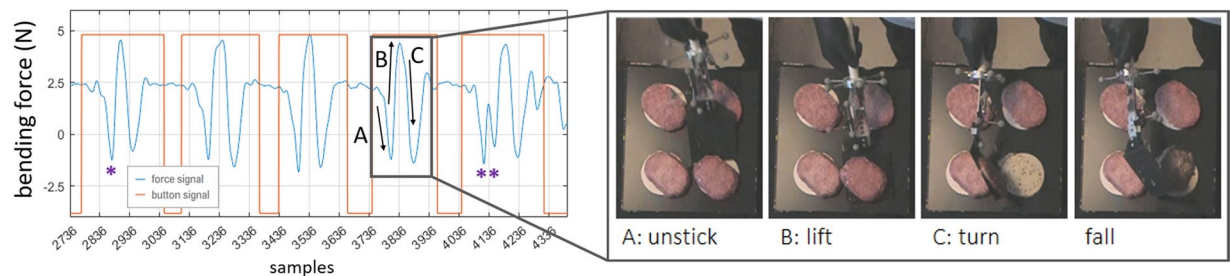 bending force (N)
5
2.5
0
-2.5
A
B
C
*
**
force signal
button signal
2736
2836
2936
3036
3136
3236
3336
3436
3536
3636
3736
3836
3936
4036
4136
4236
4336
samples
A: unstick
B: lift
C: turn
fall